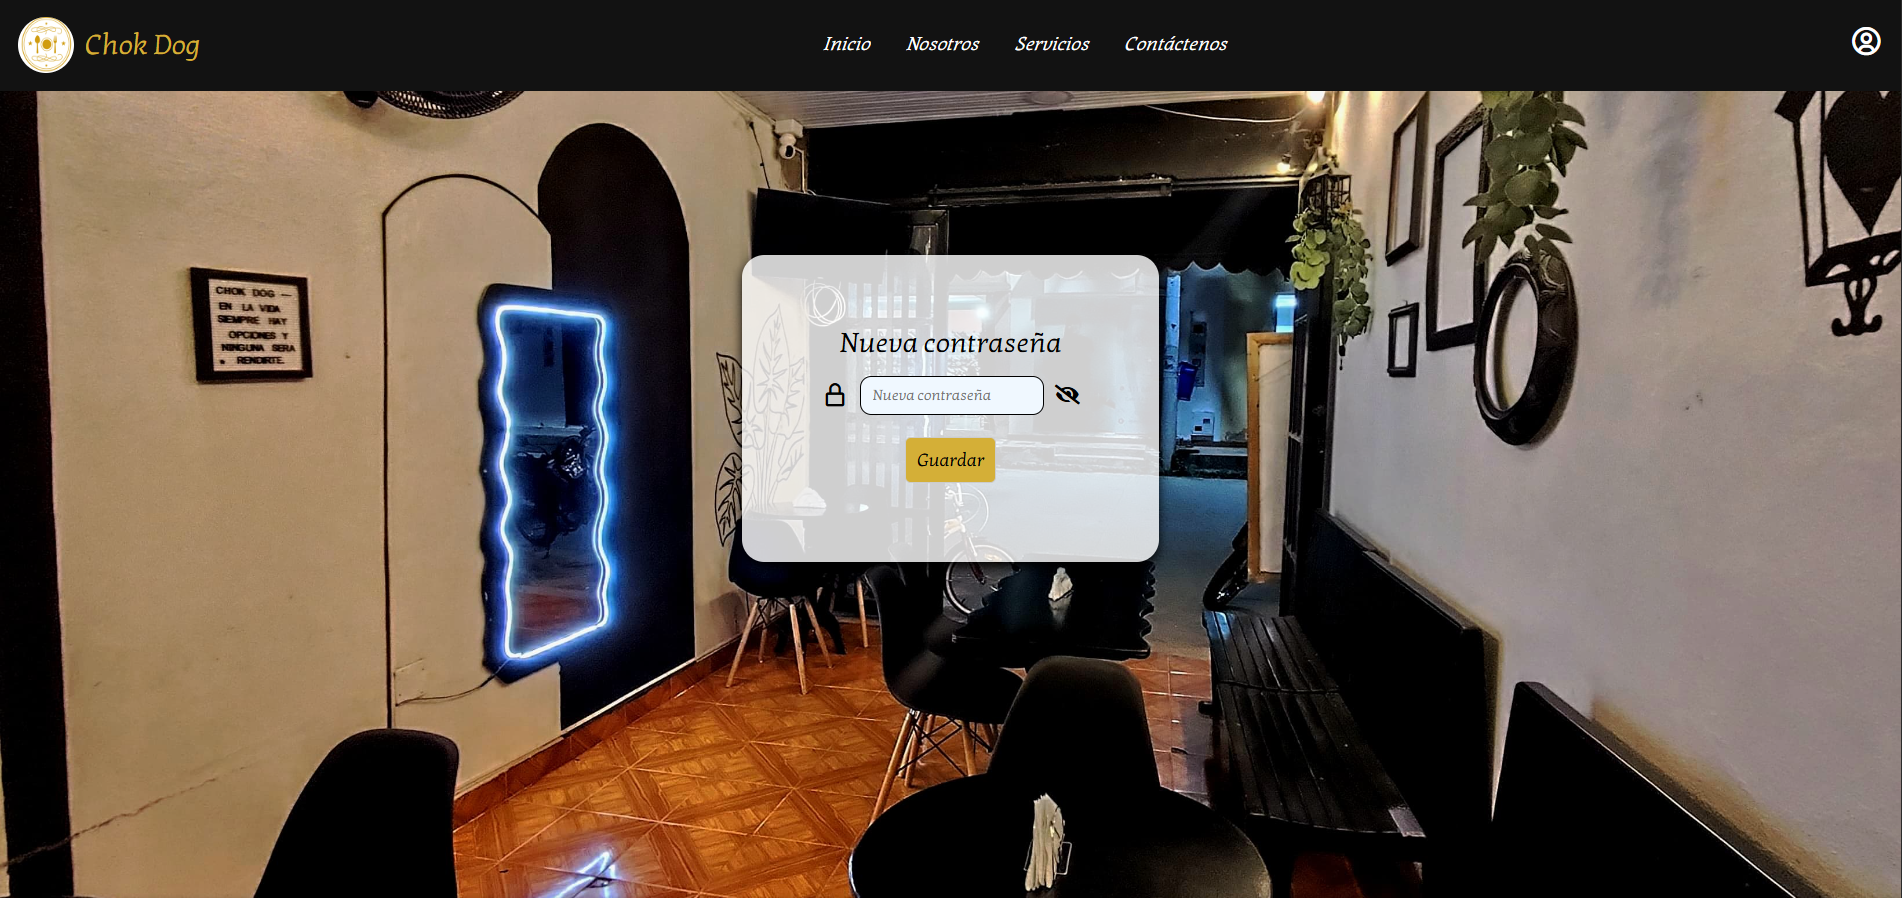 Chok Dog
Inicio
Nosotros
Servicios
Contáctenos
CHOK DOG —
EN LA VIDA
SIEMPRE HAY
OPCIONES Y
NINGUNA SERA
RENDIRTE.
Nueva contraseña
Nueva contraseña
Guardar